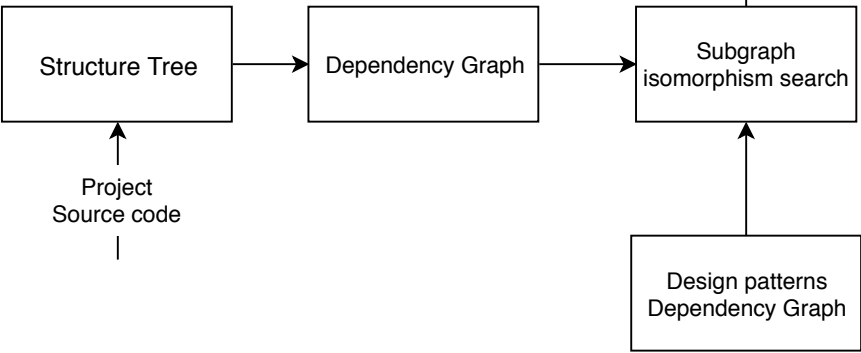 Structure Tree
Dependency Graph
Subgraph
isomorphism search
Project
Source code
Design patterns
Dependency Graph